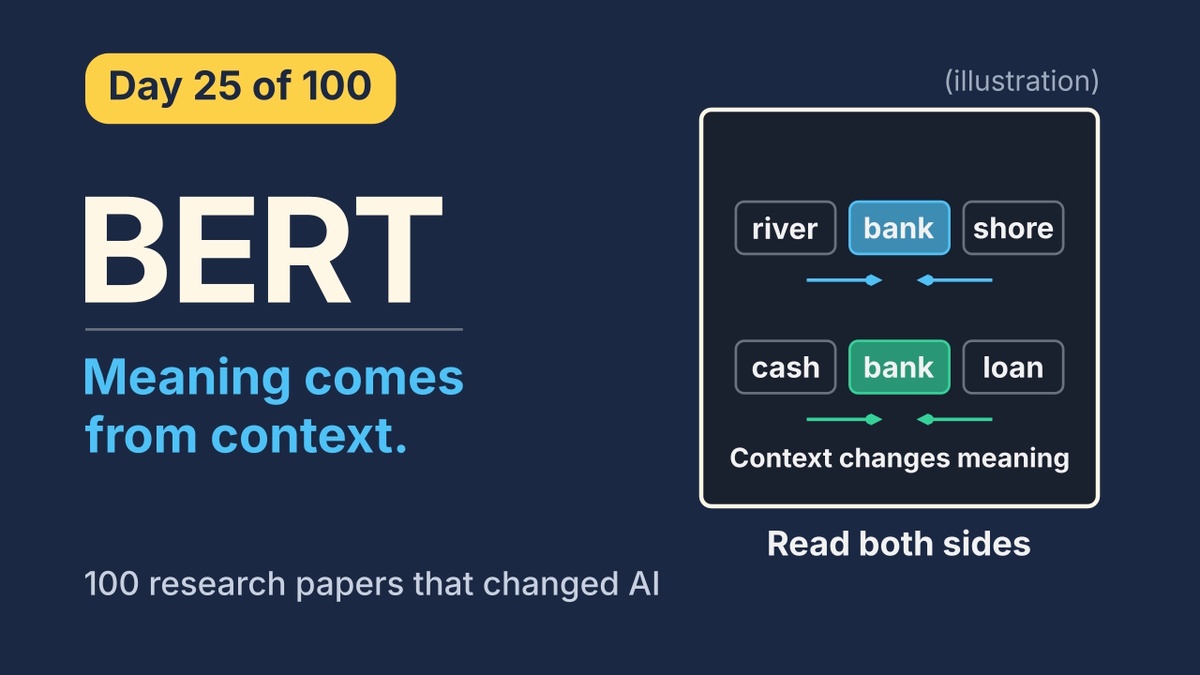 Day 25 of 100
BERT
Meaning comes
from context.
100 research papers that changed AI
(illustration)
river bank shore
cash bank loan
Context changes meaning
Read both sides